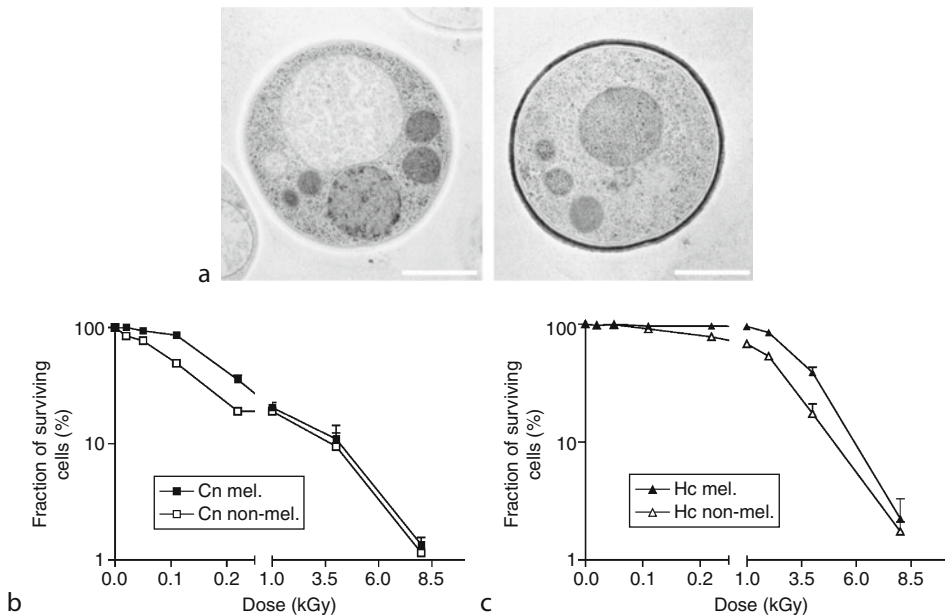 a
100
10
1
Fraction of surviving
cells (%)
Cn mel.
Cn non-mel.
0.0 0.1 0.2 1.0 3.5 6.0 8.5
Dose (kGy)
b
100
10
1
Fraction of surviving
cells (%)
Hc mel.
Hc non-mel.
0.0 0.1 0.2 1.0 3.5 6.0 8.5
Dose (kGy)
c